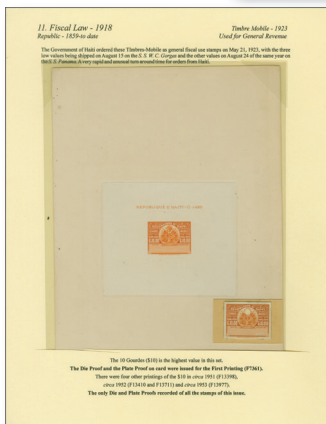 11. Fiscal Law - 1918
Timbre Mobile - 1923
Republic - 1859-to date
Used for General Revenue
The Government of Haiti ordered these Timbres-Mobile as general fiscal use stamps on May 21, 1923, with the three
low values being shipped on August 15 on the S. S. W. C. Gorgas and the other values on August 24 of the same year on
the S. S. Panama. A very rapid and unusual turn around time for orders from Haiti.
The 10 Gourdes ($10) is the highest value in this set.
The Die Proof and the Plate Proof on card were issued for the First Printing (F7361).
There were four other printings of the $10 in circa 1951 (F13398),
circa 1952 (F13410 and F13711) and circa 1953 (F13977).
The only Die and Plate Proofs recorded of all the stamps of this issue.